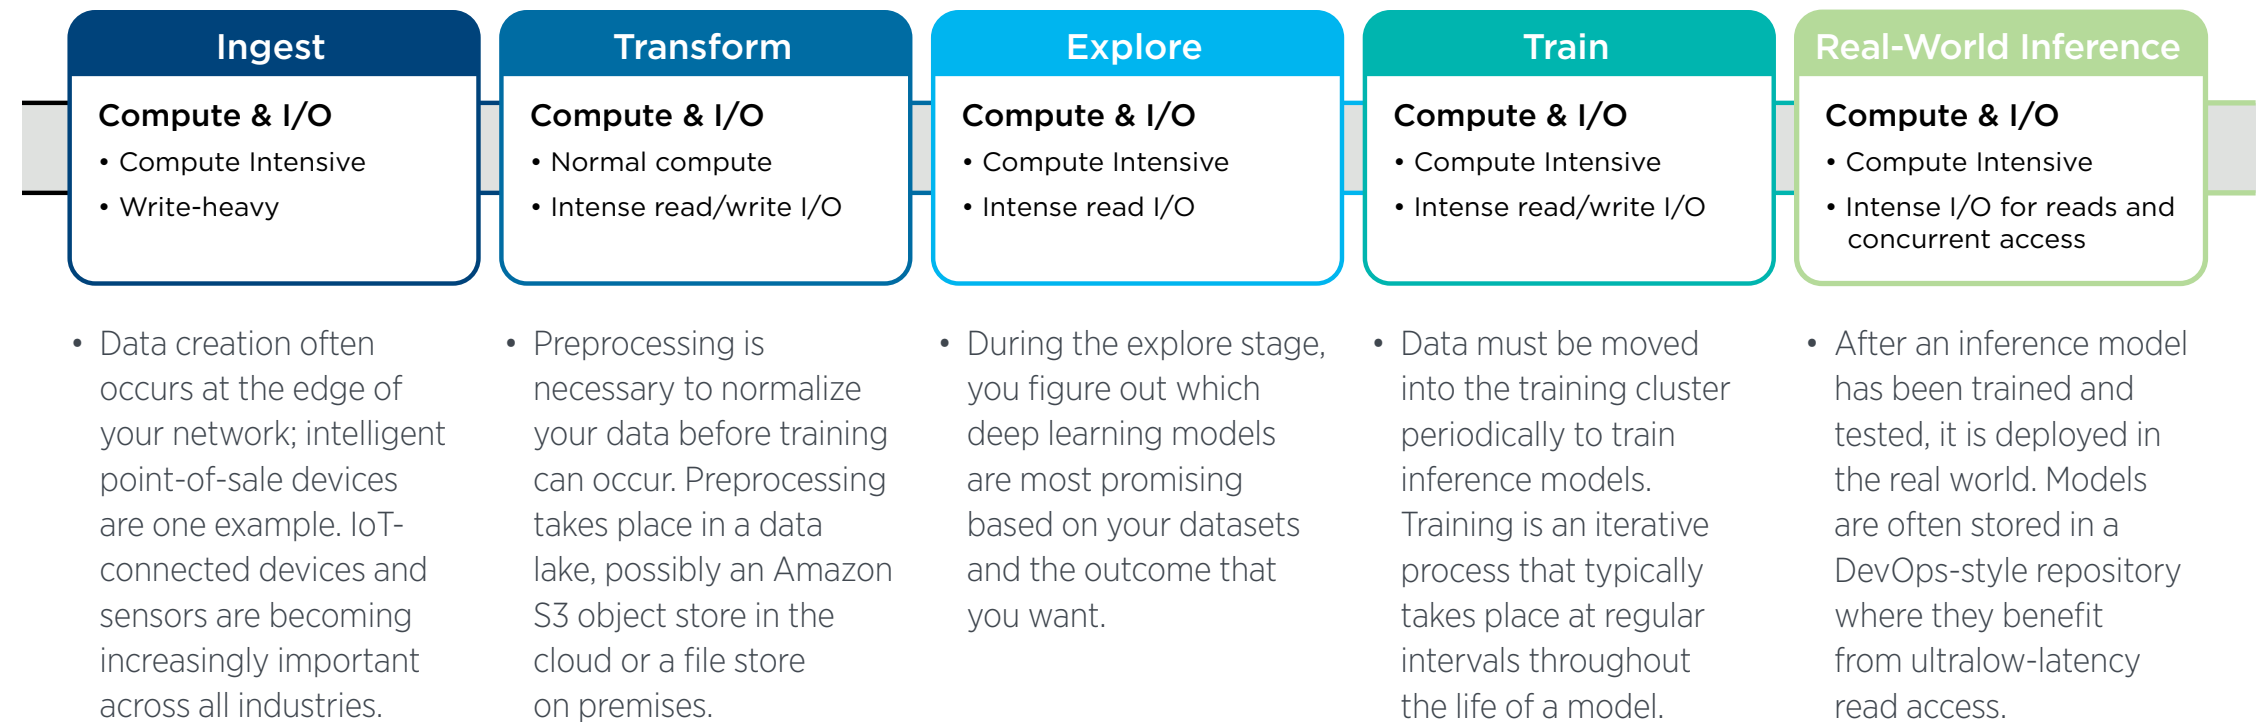 Ingest
Compute & I/O
• Compute Intensive
• Write-heavy
• Data creation often
occurs at the edge of
your network; intelligent
point-of-sale devices
are one example. IoT-
connected devices and
sensors are becoming
increasingly important
across all industries.
Transform
Compute & I/O
• Normal compute
• Intense read/write I/O
• Preprocessing is
necessary to normalize
your data before training
can occur. Preprocessing
takes place in a data
lake, possibly an Amazon
S3 object store in the
cloud or a file store
on premises.
Explore
Compute & I/O
• Compute Intensive
• Intense read I/O
• During the explore stage,
you figure out which
deep learning models
are most promising
based on your datasets
and the outcome that
you want.
Train
Compute & I/O
• Compute Intensive
• Intense read/write I/O
• Data must be moved
into the training cluster
periodically to train
inference models.
Training is an iterative
process that typically
takes place at regular
intervals throughout
the life of a model.
Real-World Inference
Compute & I/O
• Compute Intensive
• Intense I/O for reads and
concurrent access
• After an inference model
has been trained and
tested, it is deployed in
the real world. Models
are often stored in a
DevOps-style repository
where they benefit
from ultralow-latency
read access.